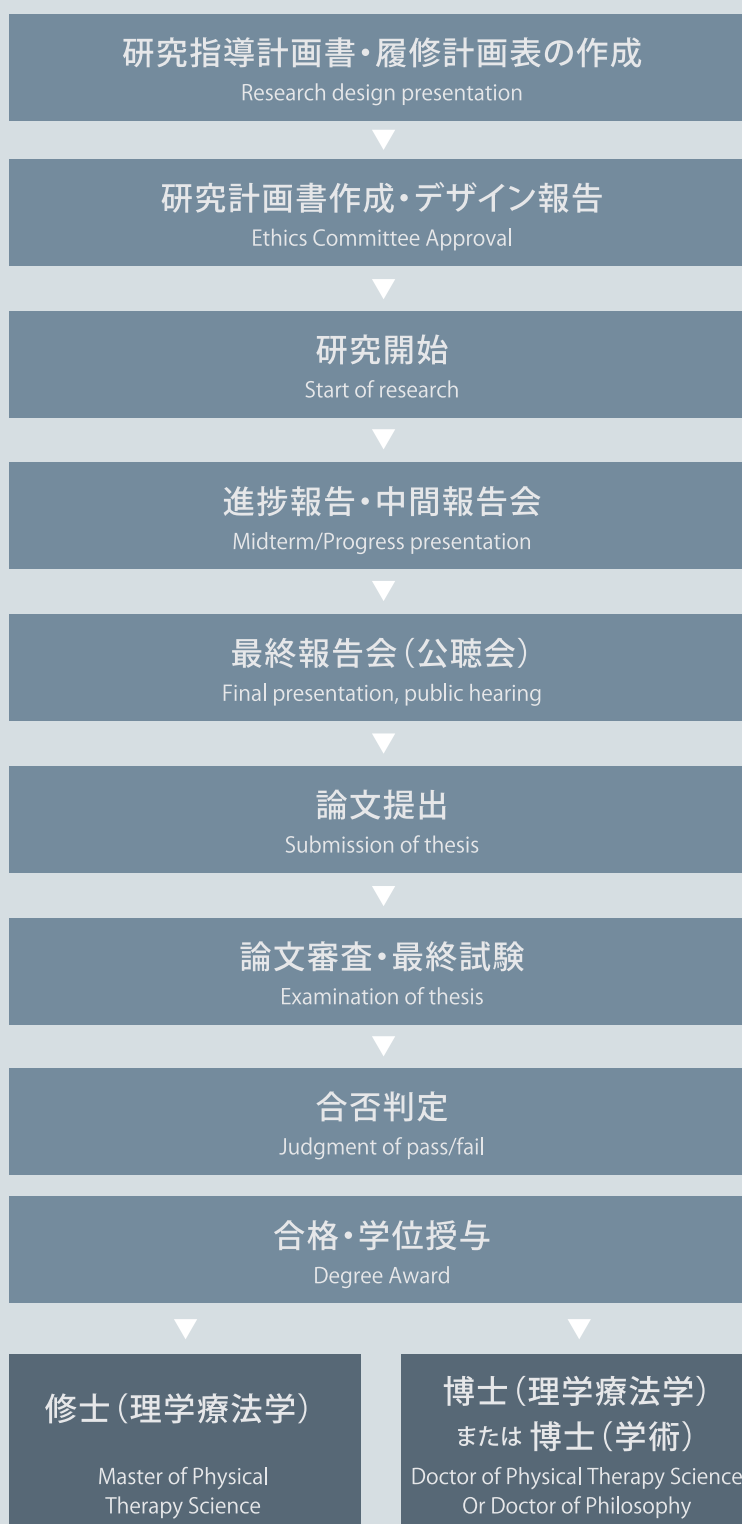 研究指導計画書・履修計画表の作成
Research design presentation
研究計画書作成・デザイン報告
Ethics Committee Approval
研究開始
Start of research
進捗報告・中間報告会
Midterm/Progress presentation
最終報告会（公聴会）
Final presentation, public hearing
論文提出
Submission of thesis
論文審査・最終試験
Examination of thesis
合否判定
Judgment of pass/fail
合格・学位授与
Degree Award
修士（理学療法学）
Master of Physical
Therapy Science
博士（理学療法学）
または 博士（学術）
Doctor of Physical Therapy Science
Or Doctor of Philosophy